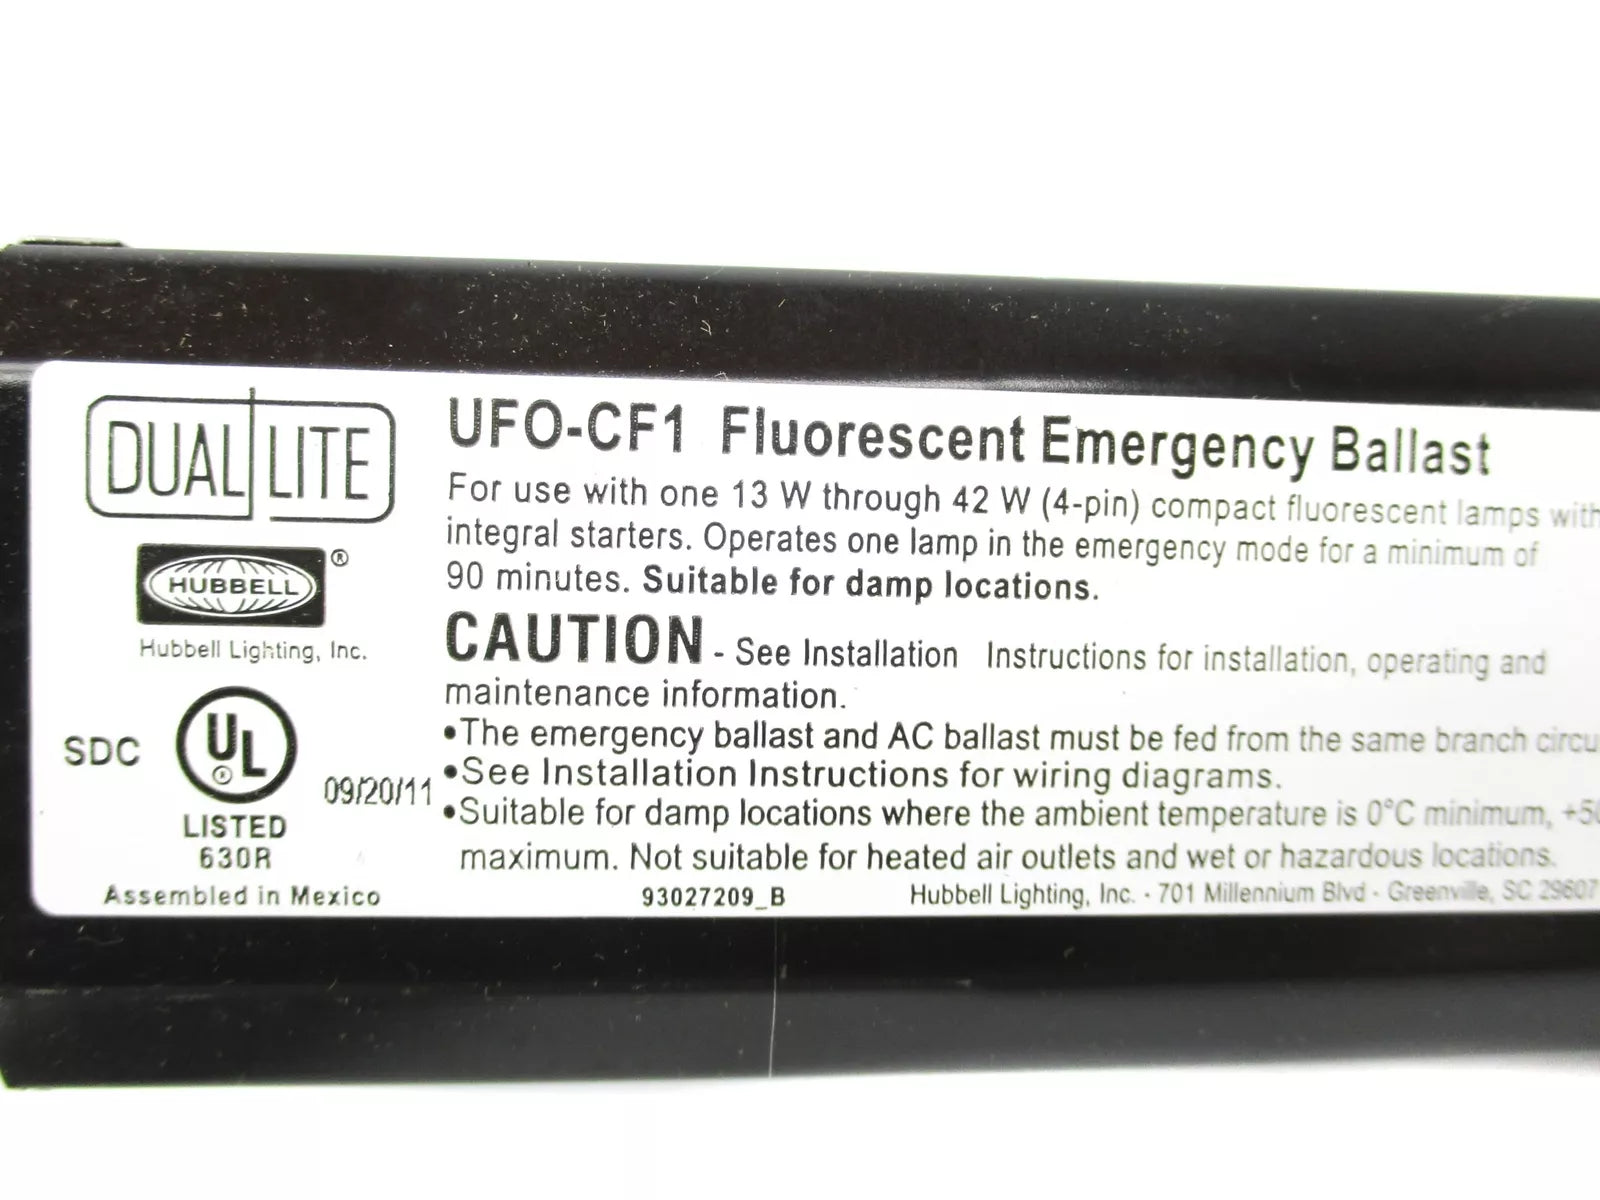 DUAL LITE
HUBBELL ®
Hubbell Lighting, Inc.
SDC
UL ®
LISTED
630R
09/20/11
Assembled in Mexico
UFO-CF1 Fluorescent Emergency Ballast
For use with one 13 W through 42 W (4-pin) compact fluorescent lamps with
integral starters. Operates one lamp in the emergency mode for a minimum of
90 minutes. Suitable for damp locations.
CAUTION - See Installation Instructions for installation, operating and
maintenance information.
•The emergency ballast and AC ballast must be fed from the same branch
•See Installation Instructions for wiring diagrams.
•Suitable for damp locations where the ambient temperature is 0°C minimum,
maximum. Not suitable for heated air outlets and wet or hazardous locations.
93027209_B
Hubbell Lighting, Inc. · 701 Millennium Blvd · Greenville, SC 29607